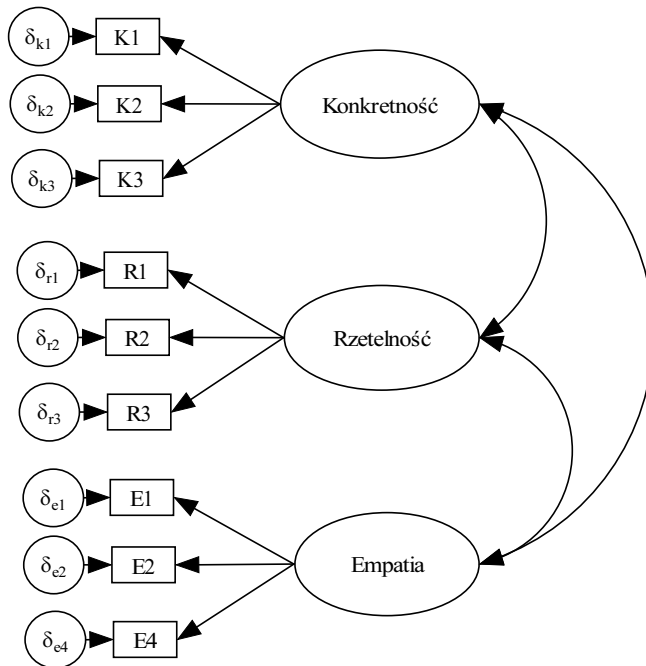 δk1 K1
δk2 K2 Konkretność
δk3 K3
δr1 R1
δr2 R2 Rzetelność
δr3 R3
δe1 E1
δe2 E2 Empatia
δe4 E4